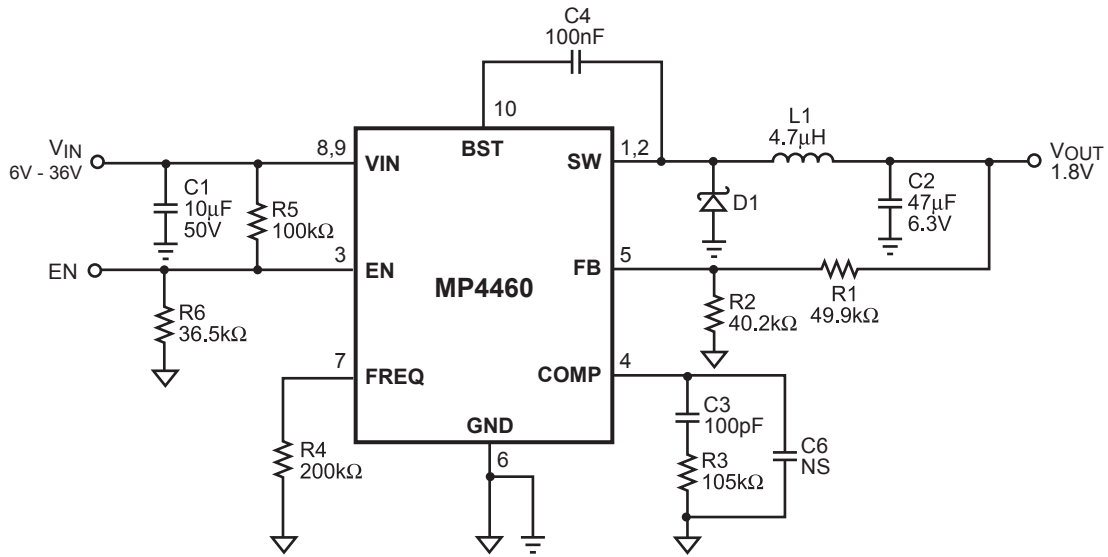 C4
100nF
10
L1
4.7µH
VIN
6V - 36V
8,9
VIN
BST
SW
1,2
VOUT
1.8V
C1
10µF
50V
R5
100kΩ
D1
C2
47µF
6.3V
EN
3
EN
MP4460
FB
5
R6
36.5kΩ
R2
40.2kΩ
R1
49.9kΩ
7
FREQ
COMP
4
GND
C3
100pF
C6
NS
R4
200kΩ
6
R3
105kΩ